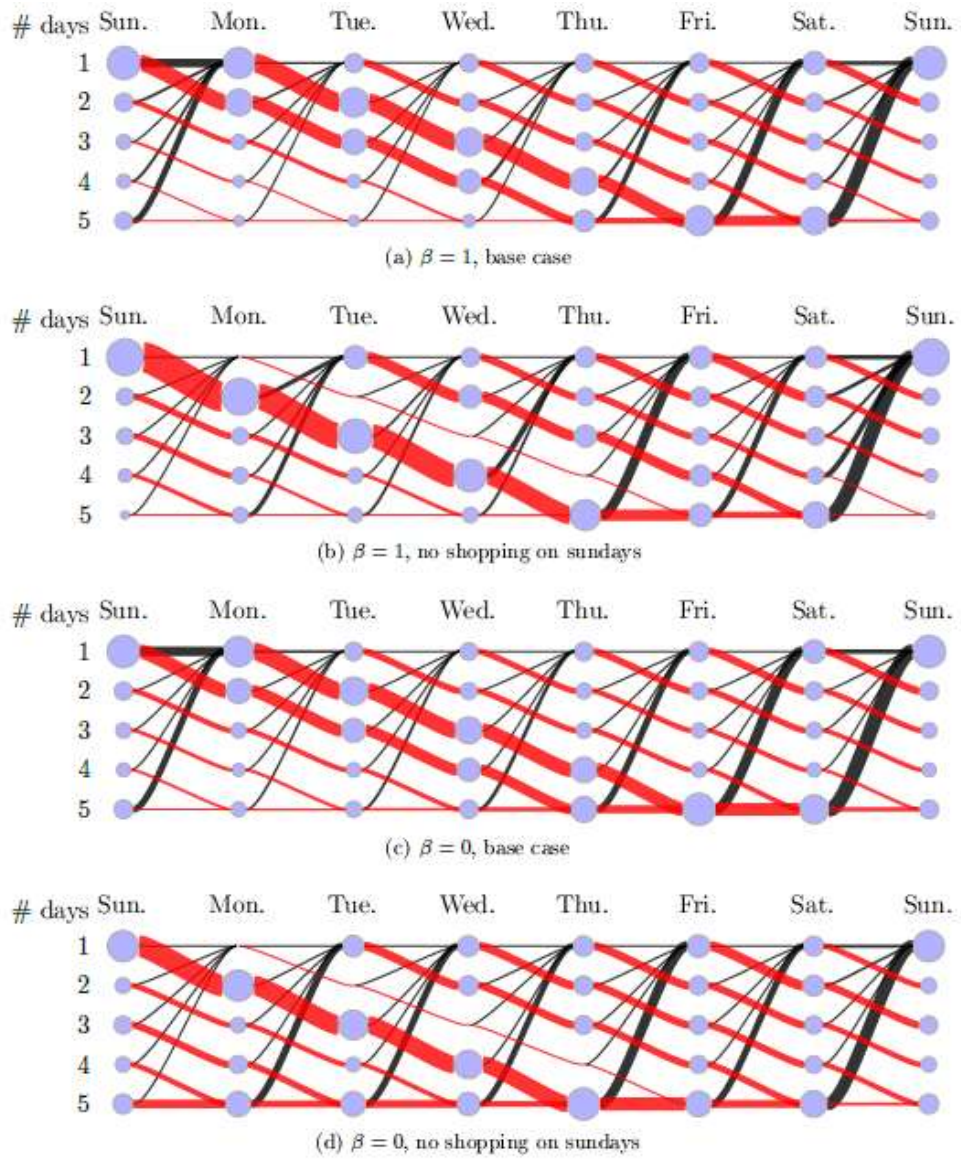 # days Sun. Mon. Tue. Wed. Thu. Fri. Sat. Sun.
1
2
3
4
5
(a) β = 1, base case
# days Sun. Mon. Tue. Wed. Thu. Fri. Sat. Sun.
1
2
3
4
5
(b) β = 1, no shopping on sundays
# days Sun. Mon. Tue. Wed. Thu. Fri. Sat. Sun.
1
2
3
4
5
(c) β = 0, base case
# days Sun. Mon. Tue. Wed. Thu. Fri. Sat. Sun.
1
2
3
4
5
(d) β = 0, no shopping on sundays